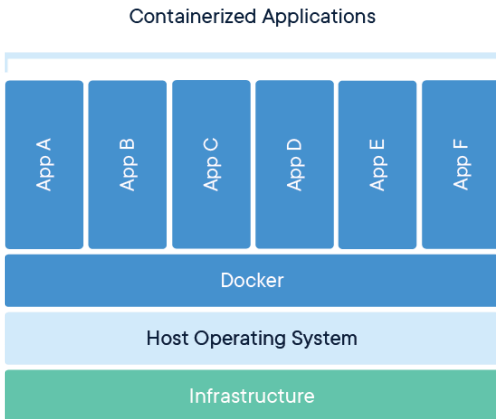 Containerized Applications
App A
App B
App C
App D
App E
App F
Docker
Host Operating System
Infrastructure